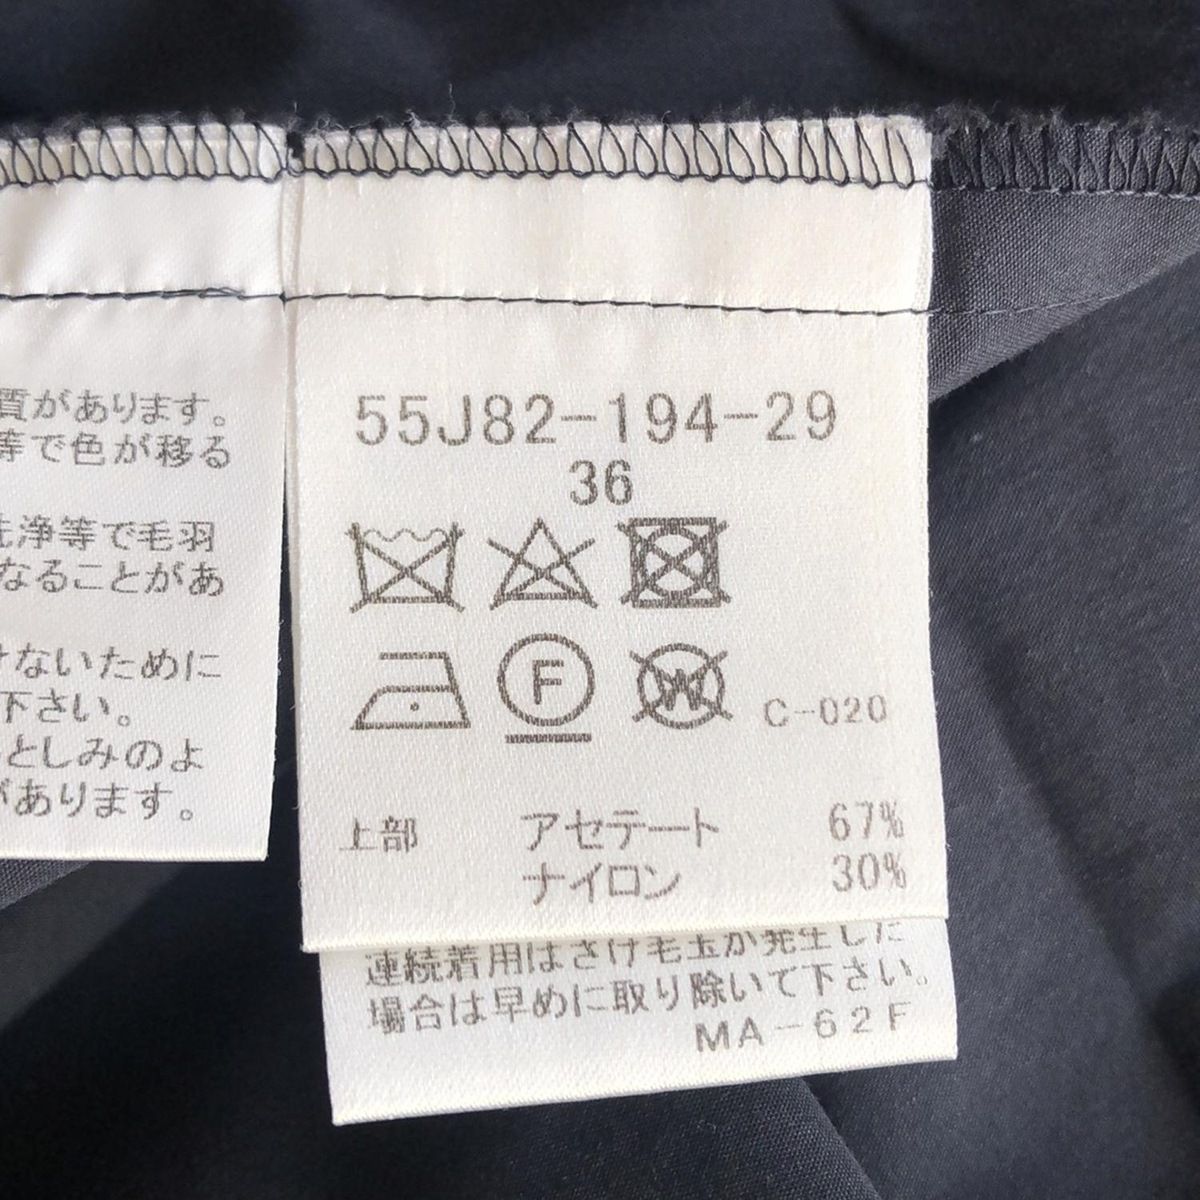 質があります。
等で色が移る
洗浄等で毛羽
なることがあ
けないために
下さい。
としみのよ
があります。
55J82-194-29
36
F
W
C-020
上部 アセテート 67%
ナイロン 30%
連続着用はさけ毛玉が発生した
場合は早めに取り除いて下さい。
MA-62F